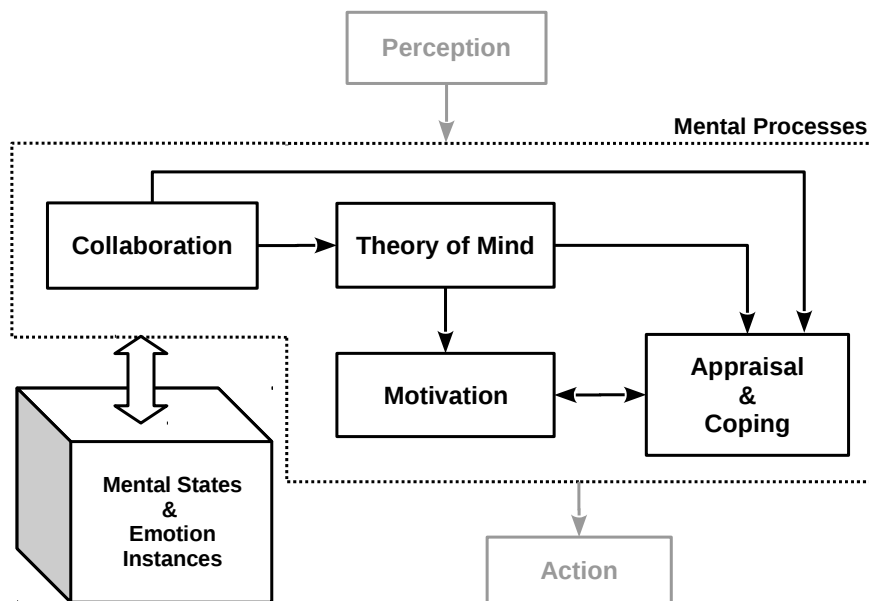 Perception
Mental Processes
Collaboration
Theory of Mind
Motivation
Appraisal
&
Coping
Mental States
&
Emotion
Instances
Action